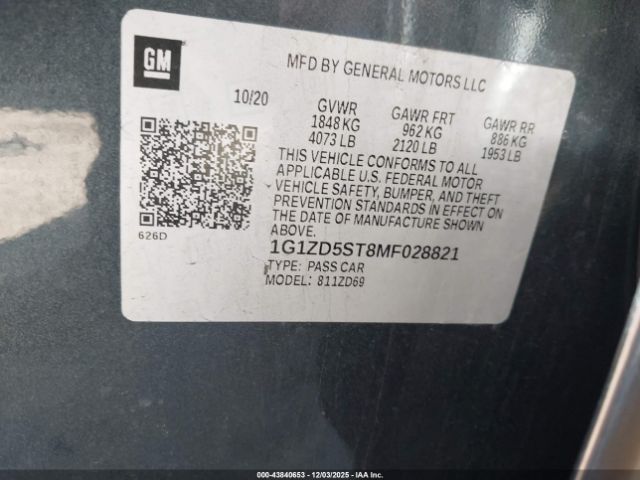 GM
MFD BY GENERAL MOTORS LLC
10/20
GVWR
1848 KG
4073 LB
GAWR FRT
962 KG
2120 LB
GAWR RR
886 KG
1953 LB
THIS VEHICLE CONFORMS TO ALL
APPLICABLE U.S. FEDERAL MOTOR
VEHICLE SAFETY, BUMPER, AND THEFT
PREVENTION STANDARDS IN EFFECT ON
THE DATE OF MANUFACTURE SHOWN
ABOVE.
626D
1G1ZD5ST8MF028821
TYPE: PASS CAR
MODEL: 811ZD69
000-43840653 - 12/03/2025 - IAA Inc.